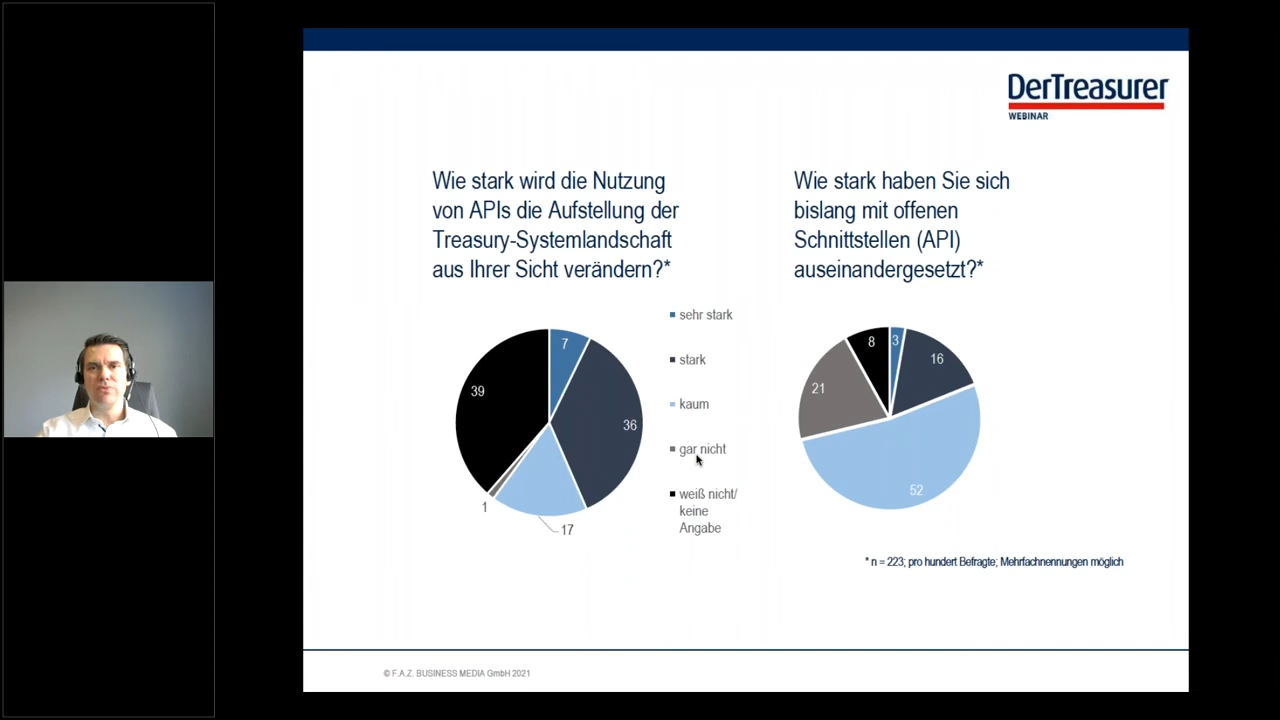 DerTreasurer
WEBINAR
Wie stark wird die Nutzung
von APIs die Aufstellung der
Treasury-Systemlandschaft
aus Ihrer Sicht verändern?*
Wie stark haben Sie sich
bislang mit offenen
Schnittstellen (API)
auseinandergesetzt?*
7
36
17
1
39
sehr stark
stark
kaum
gar nicht
weiß nicht/
keine
Angabe
3
16
52
21
8
* n = 223; pro hundert Befragte; Mehrfachnennungen möglich
© F.A.Z. BUSINESS MEDIA GmbH 2021